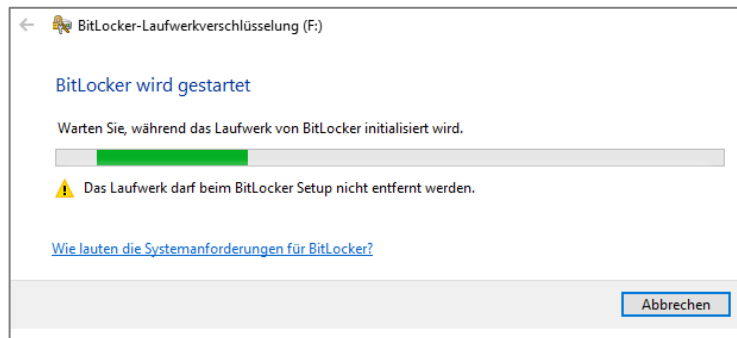 BitLocker-Laufwerkverschlüsselung (F:)
BitLocker wird gestartet
Warten Sie, während das Laufwerk von BitLocker initialisiert wird.
Das Laufwerk darf beim BitLocker Setup nicht entfernt werden.
Wie lauten die Systemanforderungen für BitLocker?
Abbrechen